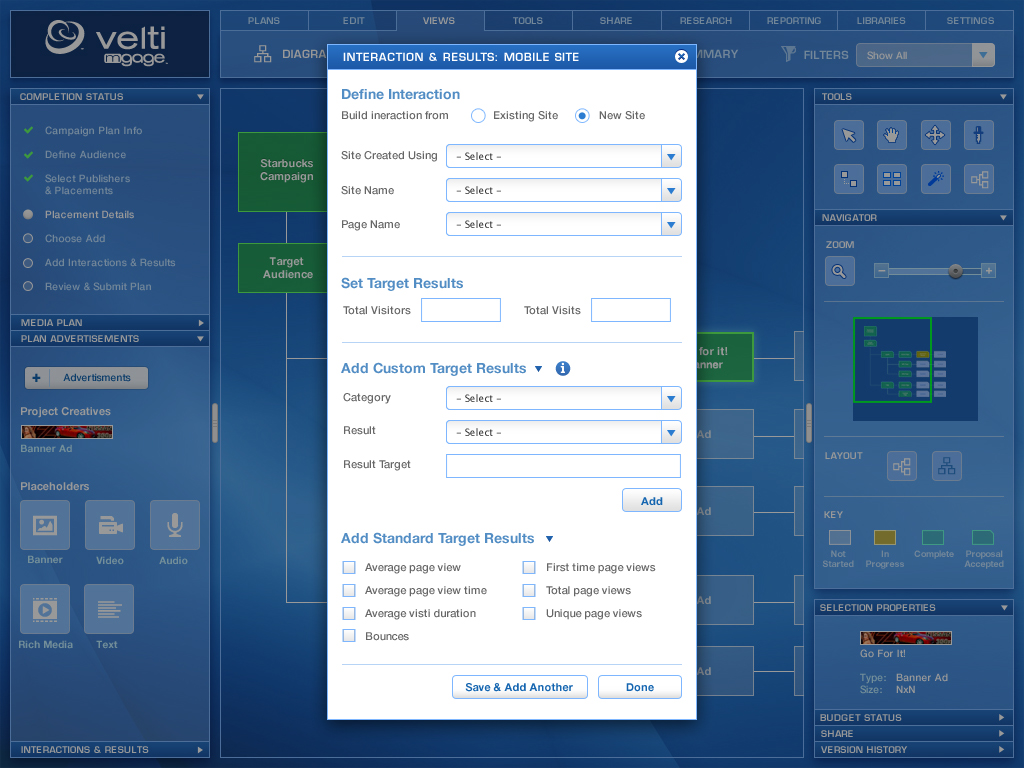 velti
mgage
PLANS
EDIT
VIEWS
TOOLS
SHARE
RESEARCH
REPORTING
LIBRARIES
SETTINGS
DIAGRA
MMARY
FILTERS
Show All
COMPLETION STATUS
Campaign Plan Info
Define Audience
Select Publishers
& Placements
Placement Details
Choose Add
Add Interactions & Results
Review & Submit Plan
MEDIA PLAN
PLAN ADVERTISEMENTS
+ Advertisments
Project Creatives
Banner Ad
Placeholders
Banner
Video
Audio
Rich Media
Text
INTERACTIONS & RESULTS
Starbucks
Campaign
Target
Audience
INTERACTION & RESULTS: MOBILE SITE
Define Interaction
Build ineraction from
Existing Site
New Site
Site Created Using
– Select –
Site Name
– Select –
Page Name
– Select –
Set Target Results
Total Visitors
Total Visits
Add Custom Target Results
Category
– Select –
Result
– Select –
Result Target
Add
Add Standard Target Results
Average page view
First time page views
Average page view time
Total page views
Average visti duration
Unique page views
Bounces
Save & Add Another
Done
for it!
nner
Ad
Ad
Ad
Ad
TOOLS
NAVIGATOR
ZOOM
LAYOUT
KEY
Not
Started
In
Progress
Complete
Proposal
Accepted
SELECTION PROPERTIES
Go For It!
Type: Banner Ad
Size: NxN
BUDGET STATUS
SHARE
VERSION HISTORY